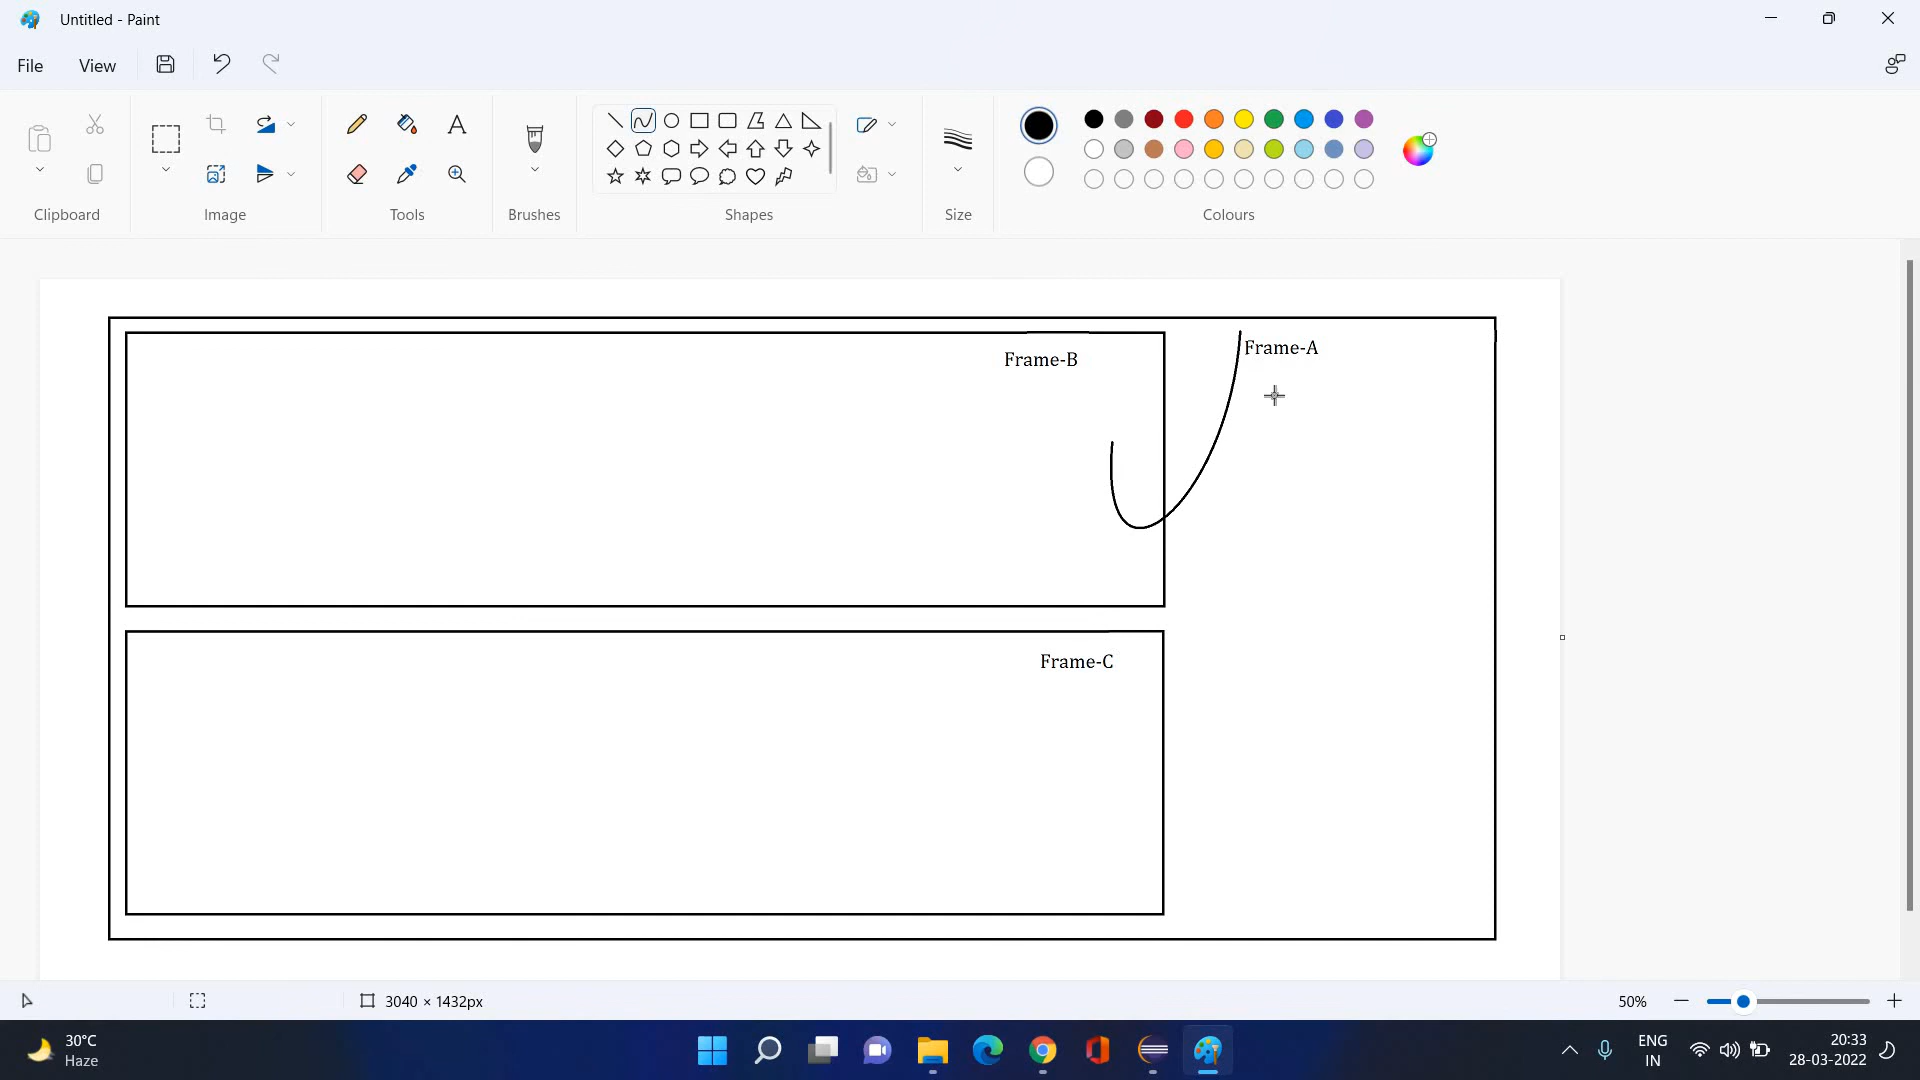 Untitled - Paint
File
View
Clipboard
Image
Tools
Brushes
Shapes
Size
Colours
Frame-B
Frame-A
Frame-C
3040 × 1432px
50%
30°C
Haze
ENG
IN
20:33
28-03-2022